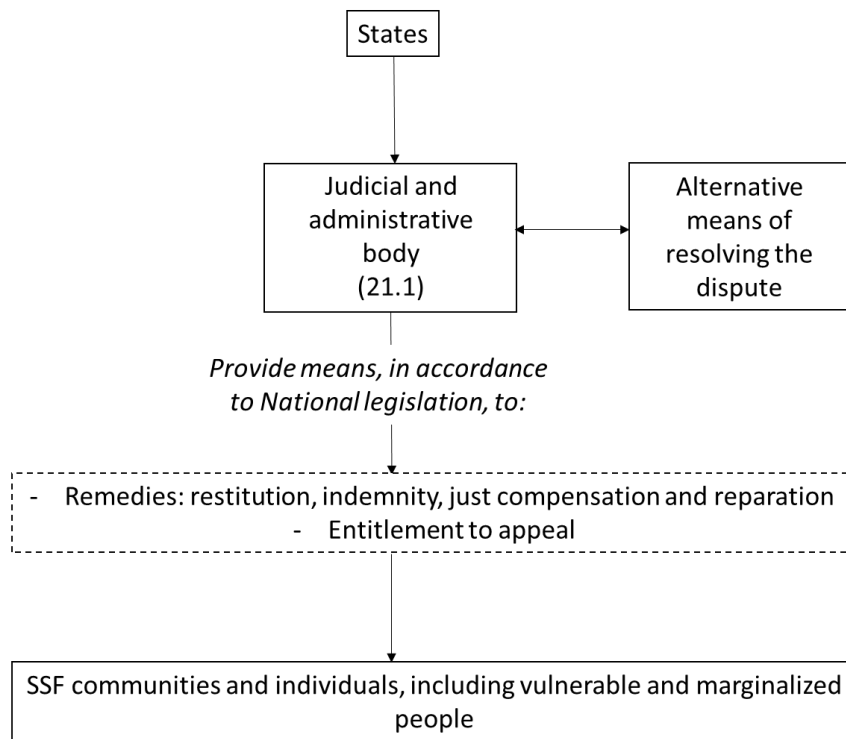 States
Judicial and
administrative
body
(21.1)
Alternative
means of
resolving the
dispute
Provide means, in accordance
to National legislation, to:
- Remedies: restitution, indemnity, just compensation and reparation
- Entitlement to appeal
SSF communities and individuals, including vulnerable and marginalized
people